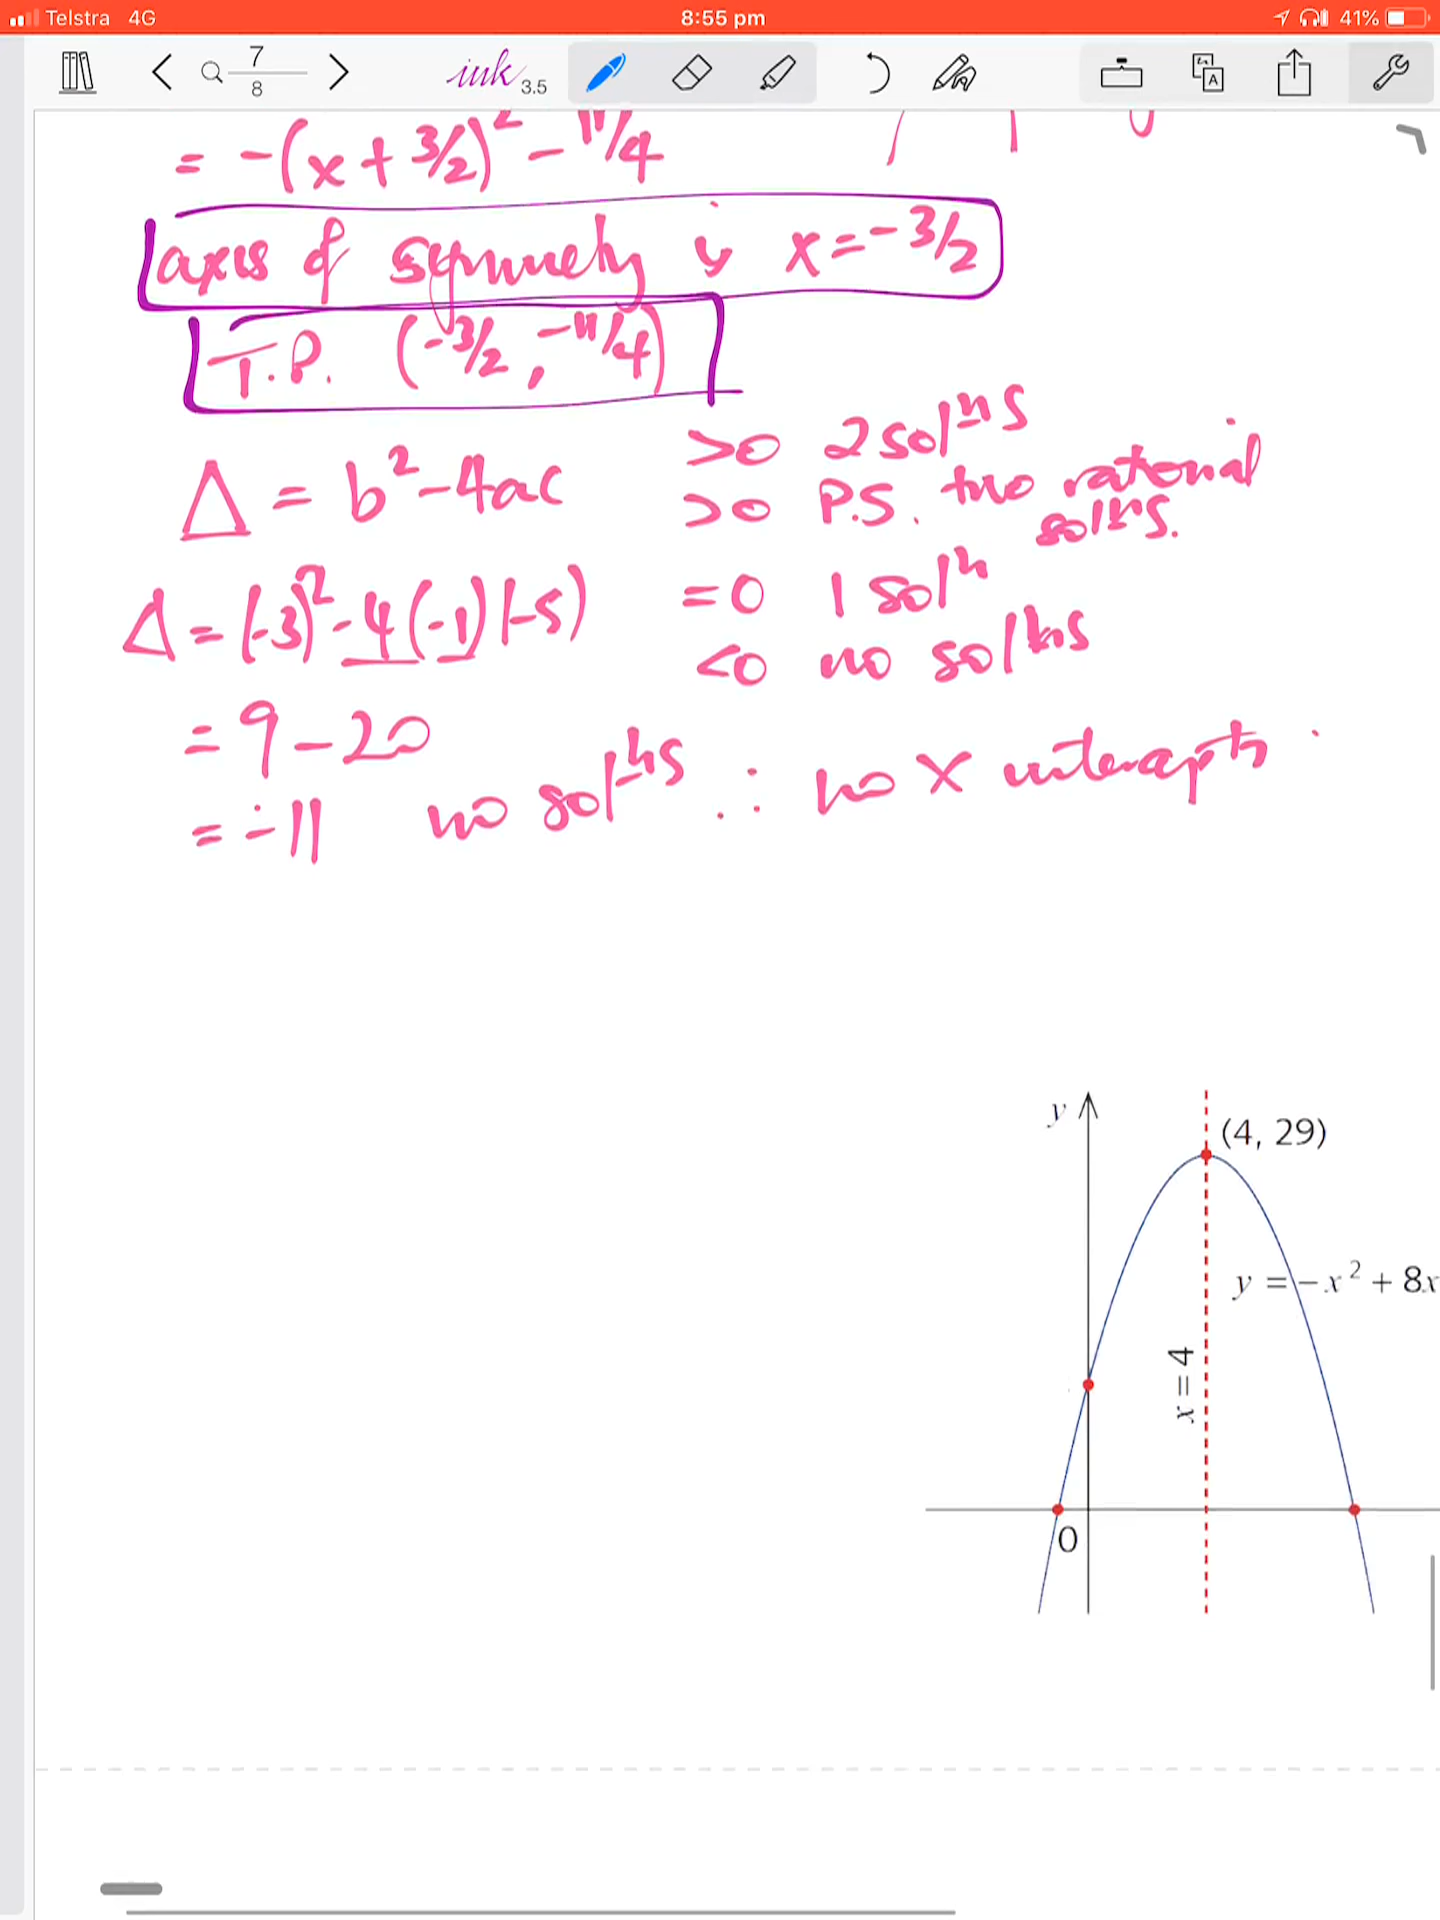 Telstra 4G 8:55 pm 41%
7
8
ink 3.5
= -(x + 3/2)² - 11/4
axis of symmety is x = - 3/2
T.P. (-3/2, -11/4)
Δ = b² - 4ac
>0 2 solⁿs
>0 P.S. two rational solⁿs.
Δ = (-3)² - 4(-1)(-5)
=0 1 solⁿ
<0 no solⁿs
= 9 - 20
= -11 no solⁿs ∴ no x intercepts.
y
(4, 29)
y = -x² + 8x
x = 4
0